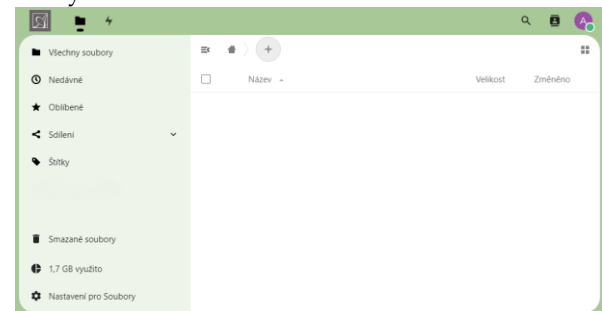 Všechny soubory
Nedávné
Oblíbené
Sdílení
Štítky
Smazané soubory
1,7 GB využito
Nastavení pro Soubory
Název Velikost Změněno
A